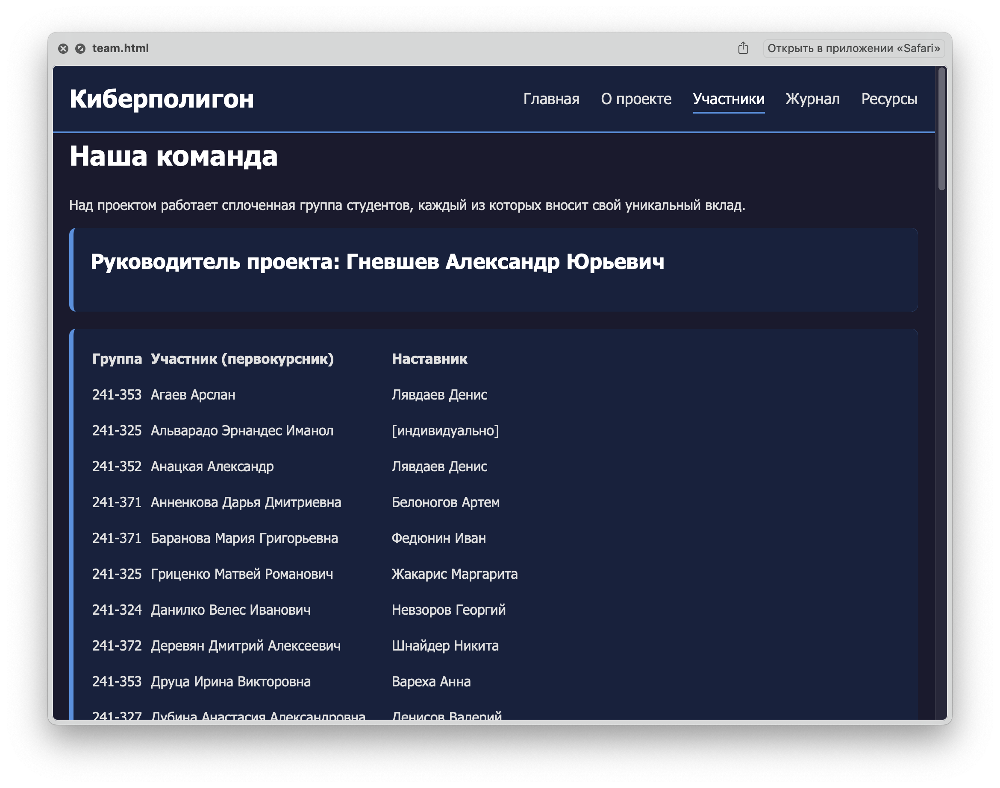 team.html
Открыть в приложении «Safari»
Киберполигон
Главная О проекте Участники Журнал Ресурсы
Наша команда
Над проектом работает сплоченная группа студентов, каждый из которых вносит свой уникальный вклад.
Руководитель проекта: Гневшев Александр Юрьевич
Группа Участник (первокурсник) Наставник
241-353 Агаев Арслан Лявдаев Денис
241-325 Альварадо Эрнандес Иманол [индивидуально]
241-352 Анацкая Александр Лявдаев Денис
241-371 Анненкова Дарья Дмитриевна Белоногов Артем
241-371 Баранова Мария Григорьевна Федюнин Иван
241-325 Гриценко Матвей Романович Жакарис Маргарита
241-324 Данилко Велес Иванович Невзоров Георгий
241-372 Деревян Дмитрий Алексеевич Шнайдер Никита
241-353 Друца Ирина Викторовна Вареха Анна
241-327 Дубина Анастасия Александровна Денисов Валерий